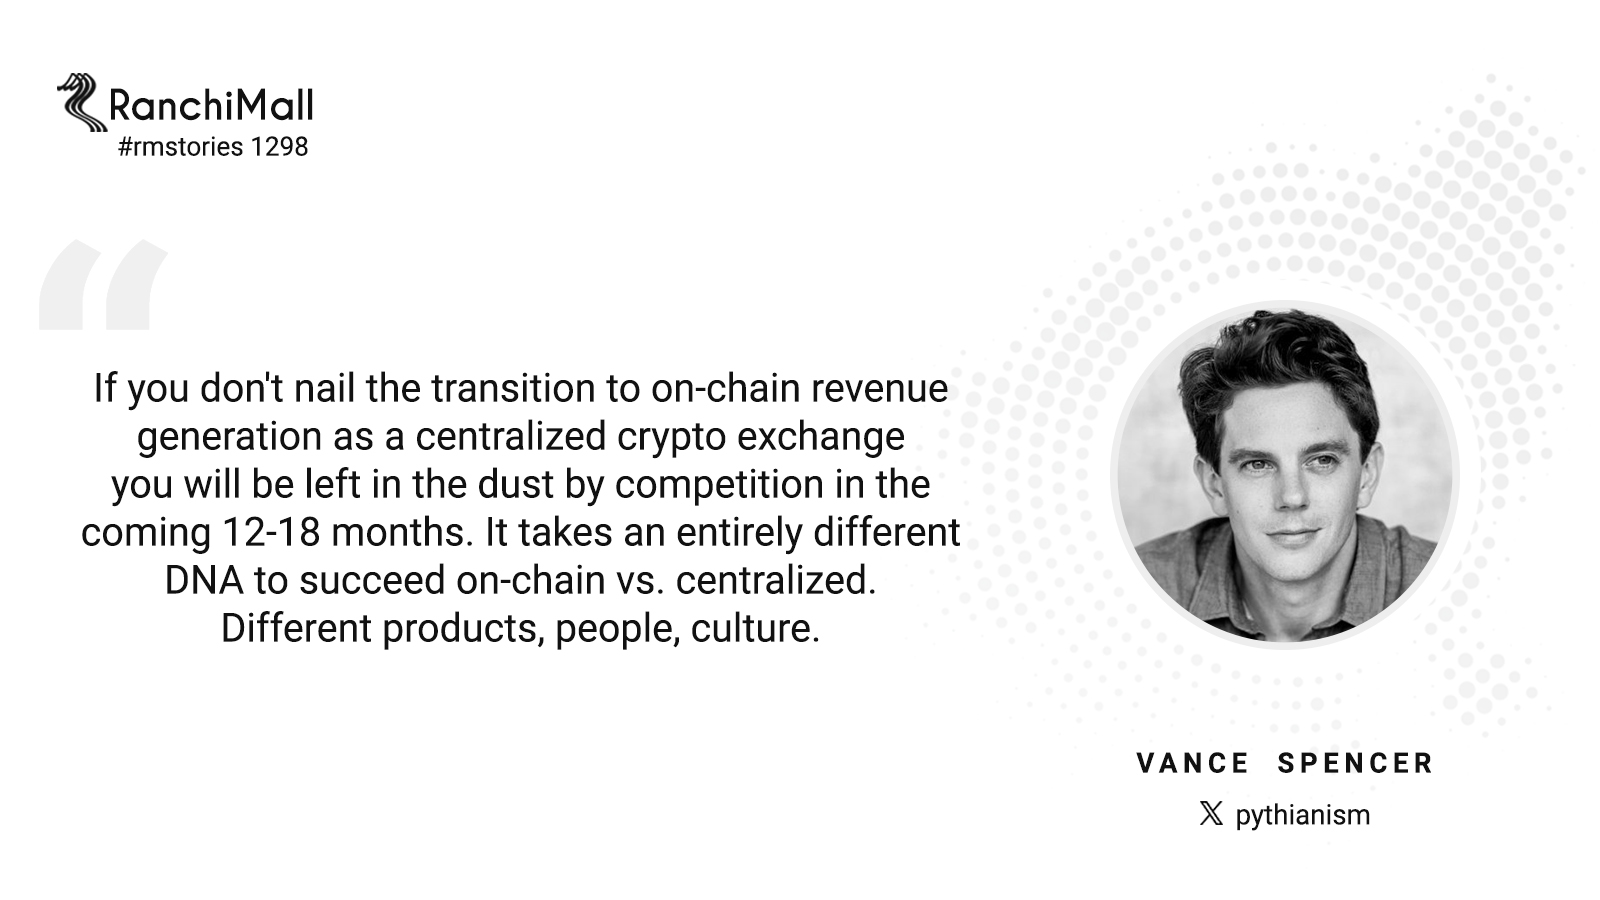 RanchiMall
#rmstories 1298
“
If you don't nail the transition to on-chain revenue
generation as a centralized crypto exchange
you will be left in the dust by competition in the
coming 12-18 months. It takes an entirely different
DNA to succeed on-chain vs. centralized.
Different products, people, culture.
VANCE SPENCER
𝕏 pythianism